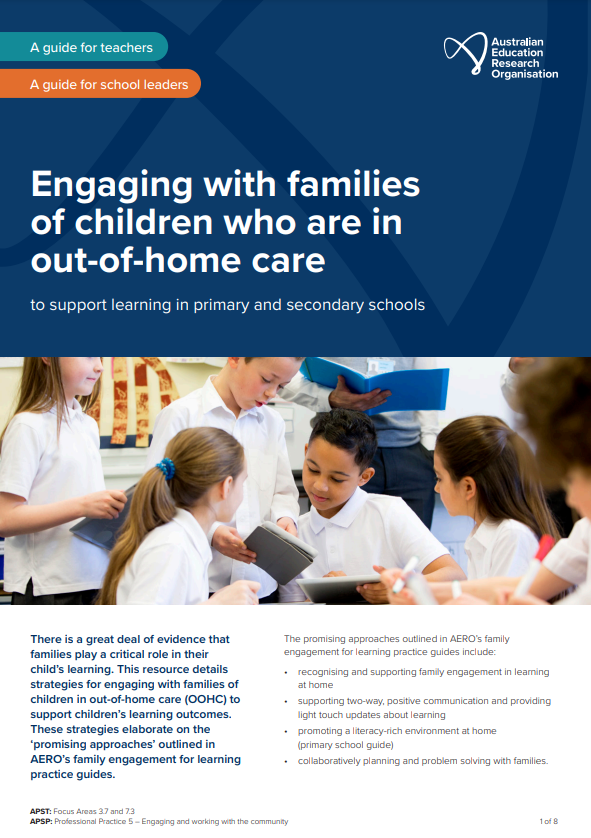 A guide for teachers
A guide for school leaders
Australian
Education
Research
Organisation
Engaging with families
of children who are in
out-of-home care
to support learning in primary and secondary schools
There is a great deal of evidence that
families play a critical role in their
child's learning. This resource details
strategies for engaging with families of
children in out-of-home care (OOHC) to
support children's learning outcomes.
These strategies elaborate on the
'promising approaches' outlined in
AERO's family engagement for learning
practice guides.
The promising approaches outlined in AERO's family
engagement for learning practice guides include:
• recognising and supporting family engagement in learning
at home
• supporting two-way, positive communication and providing
light touch updates about learning
• promoting a literacy-rich environment at home
(primary school guide)
• collaboratively planning and problem solving with families.
APST: Focus Areas 3.7 and 7.3
APSP: Professional Practice 5 – Engaging and working with the community
1 of 8